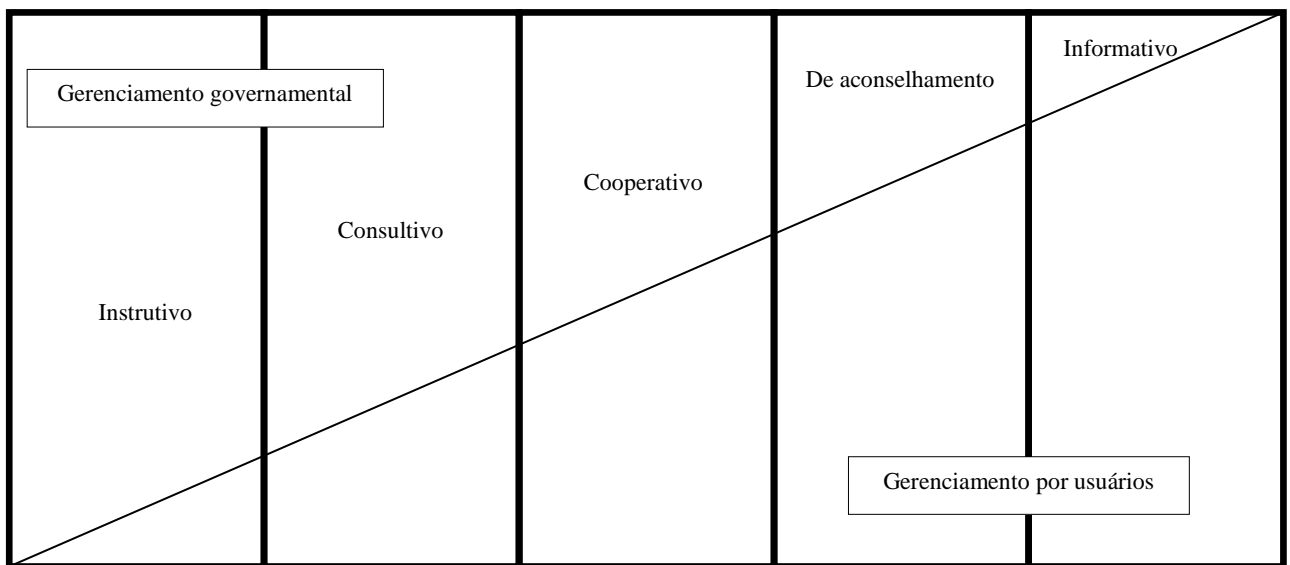 Informativo
De aconselhamento
Gerenciamento governamental
Cooperativo
Consultivo
Instrutivo
Gerenciamento por usuários